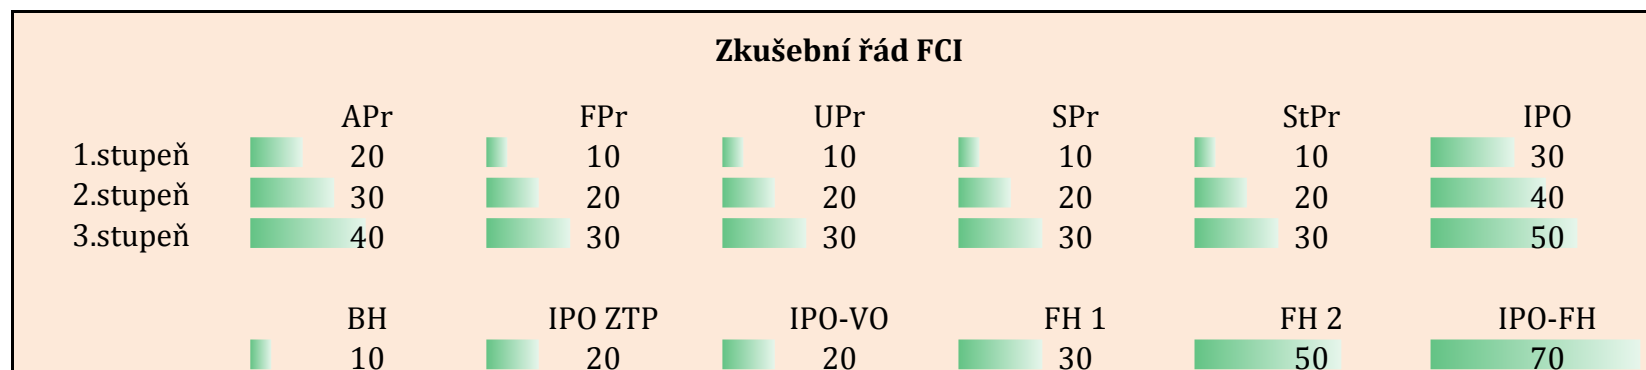 Zkušební řád FCI
APr FPr UPr SPr StPr IPO
1.stupeň 20 10 10 10 10 30
2.stupeň 30 20 20 20 20 40
3.stupeň 40 30 30 30 30 50
BH IPO ZTP IPO-VO FH 1 FH 2 IPO-FH
10 20 20 30 50 70